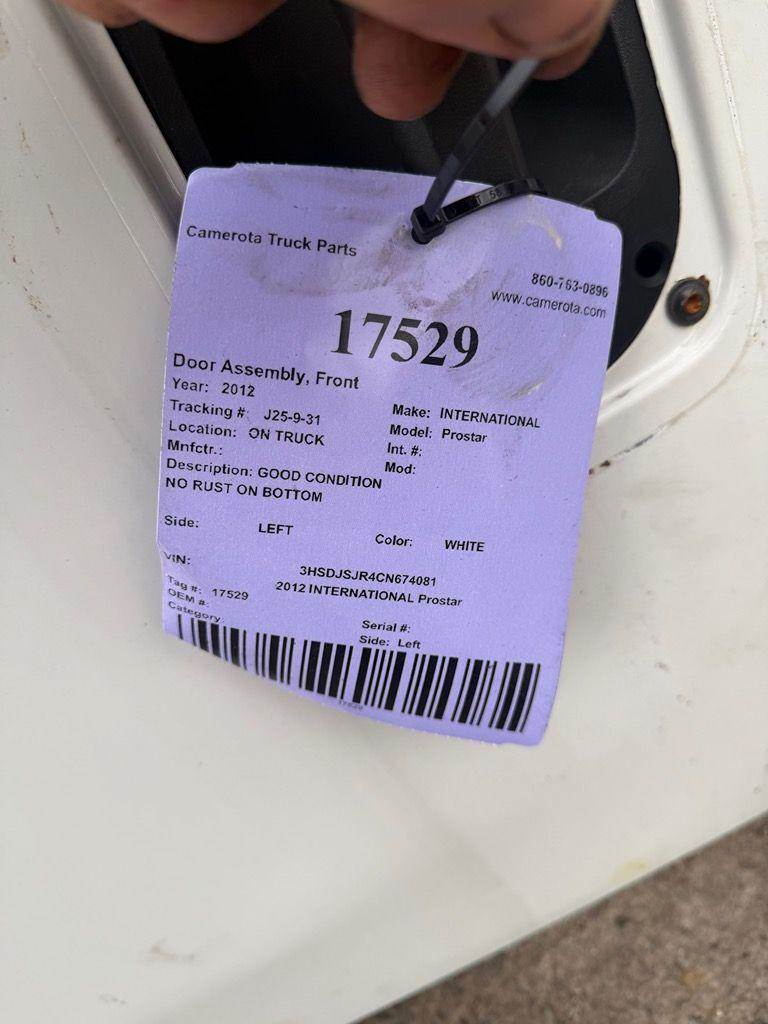 Camerota Truck Parts
860-763-0896
www.camerota.com
17529
Door Assembly, Front
Year: 2012
Make: INTERNATIONAL
Tracking #: J25-9-31
Model: Prostar
Location: ON TRUCK
Int. #:
Mnfctr.:
Mod:
Description: GOOD CONDITION
NO RUST ON BOTTOM
Side: LEFT
Color: WHITE
VIN: 3HSDJSJR4CN674081
2012 INTERNATIONAL Prostar
Tag #: 17529
OEM #:
Serial #:
Category:
Side: Left
17529